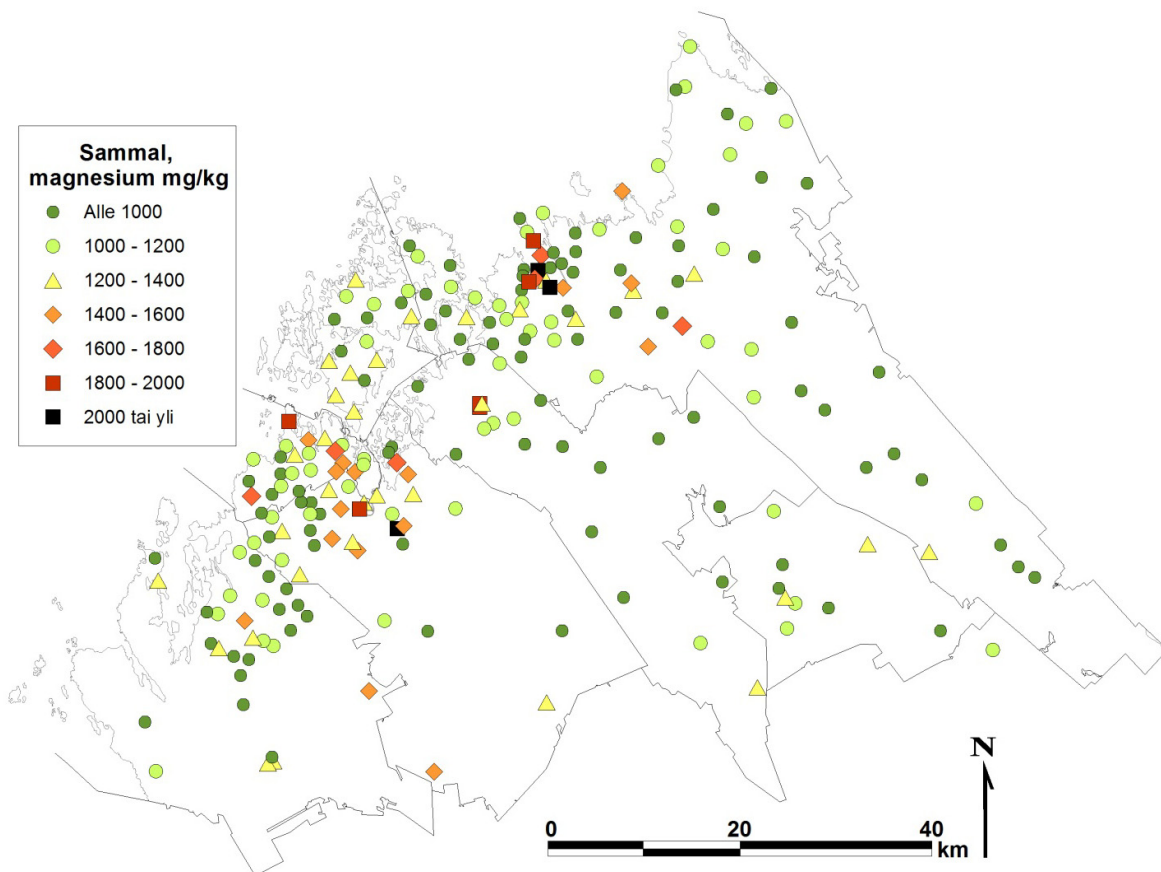 Sammal,
magnesium mg/kg
Alle 1000
1000 - 1200
1200 - 1400
1400 - 1600
1600 - 1800
1800 - 2000
2000 tai yli
N
0 20 40
km